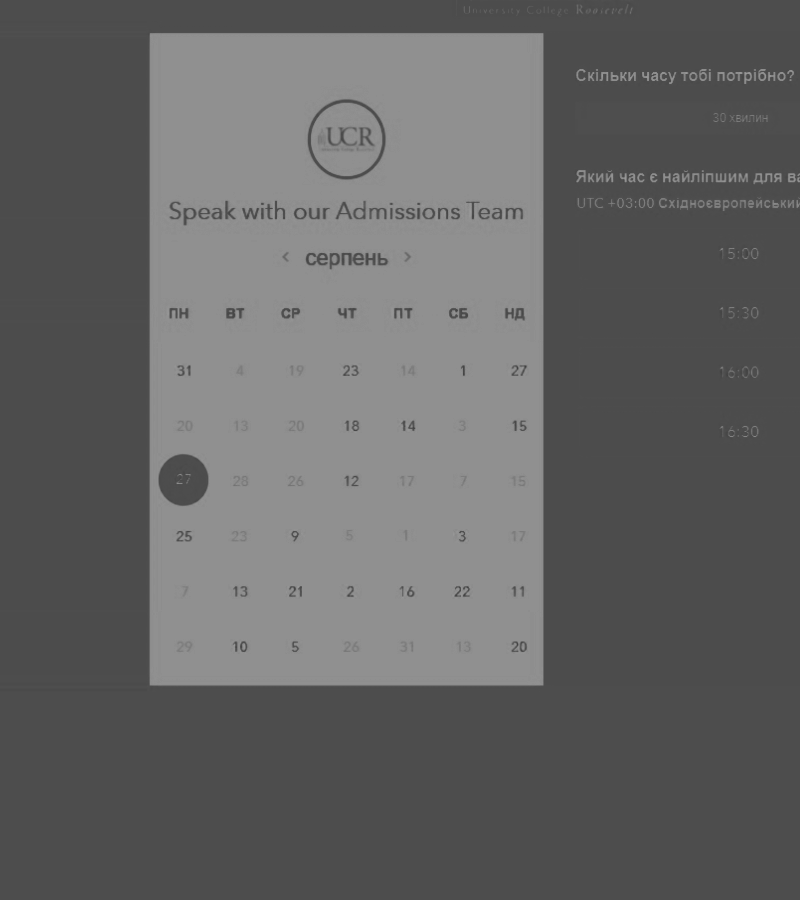 University College Roosevelt
UCR
Speak with our Admissions Team
< серпень >
ПН ВТ СР ЧТ ПТ СБ НД
31 4 19 23 14 1 27
20 13 20 18 14 3 15
27 28 26 12 17 7 15
25 23 9 5 1 3 17
7 13 21 2 16 22 11
29 10 5 26 31 13 20
Скільки часу тобі потрібно?
30 хвилин
Який час є найліпшим для ва
UTC +03:00 Східноєвропейський
15:00
15:30
16:00
16:30